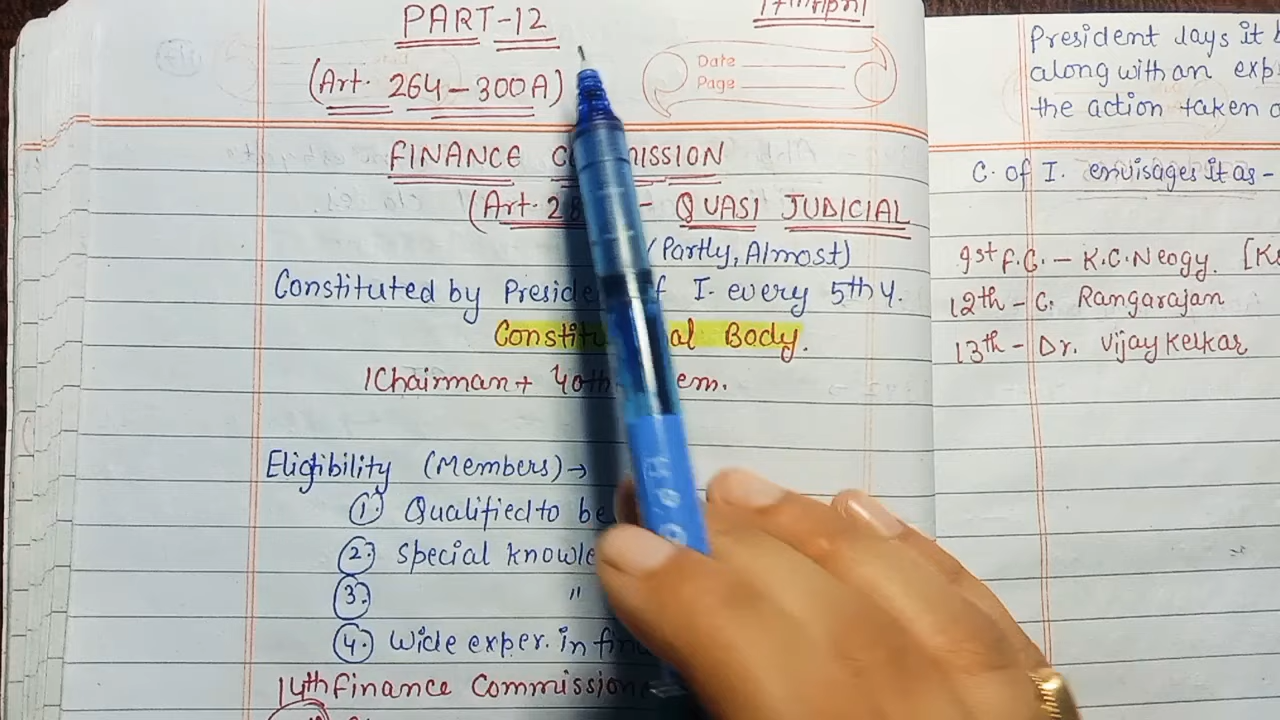 PART-12
(Art. 264-300A)
Date
Page
FINANCE C MISSION
(Art. 2 - QUASI JUDICIAL
(Partly, Almost)
Constituted by Preside f I. every 5th Y.
Constitu al Body.
1Chairman + 4oth em.
Eligibility (Members) →
1. Qualified to be
2. Special knowle
3. "
4. Wide exper. in fin
14th Finance Commission
President lays it
along with an exp
the action taken
C. of I. envisages it as -
1st F.C. - K.C. Neogy.
12th - C. Rangarajan
13th - Dr. Vijay Kelkar